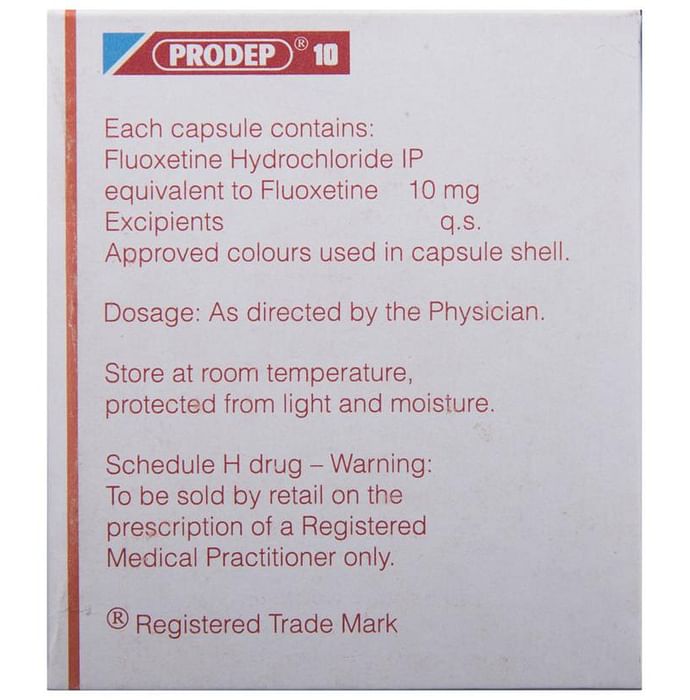 PRODEP® 10
Each capsule contains:
Fluoxetine Hydrochloride IP
equivalent to Fluoxetine 10 mg
Excipients q.s.
Approved colours used in capsule shell.
Dosage: As directed by the Physician.
Store at room temperature,
protected from light and moisture.
Schedule H drug – Warning:
To be sold by retail on the
prescription of a Registered
Medical Practitioner only.
® Registered Trade Mark